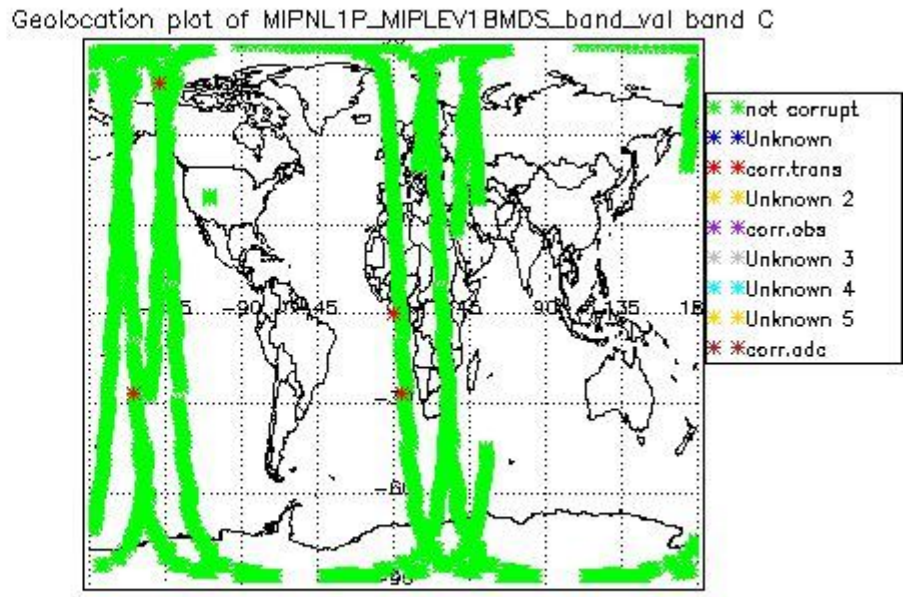 Geolocation plot of MIPNL1P_MIPLEV1BMDS_band_val band C
not corrupt
Unknown
corr.trans
Unknown 2
corr.obs
Unknown 3
Unknown 4
Unknown 5
corr.adc
-90
-45
90
135
-60
-90